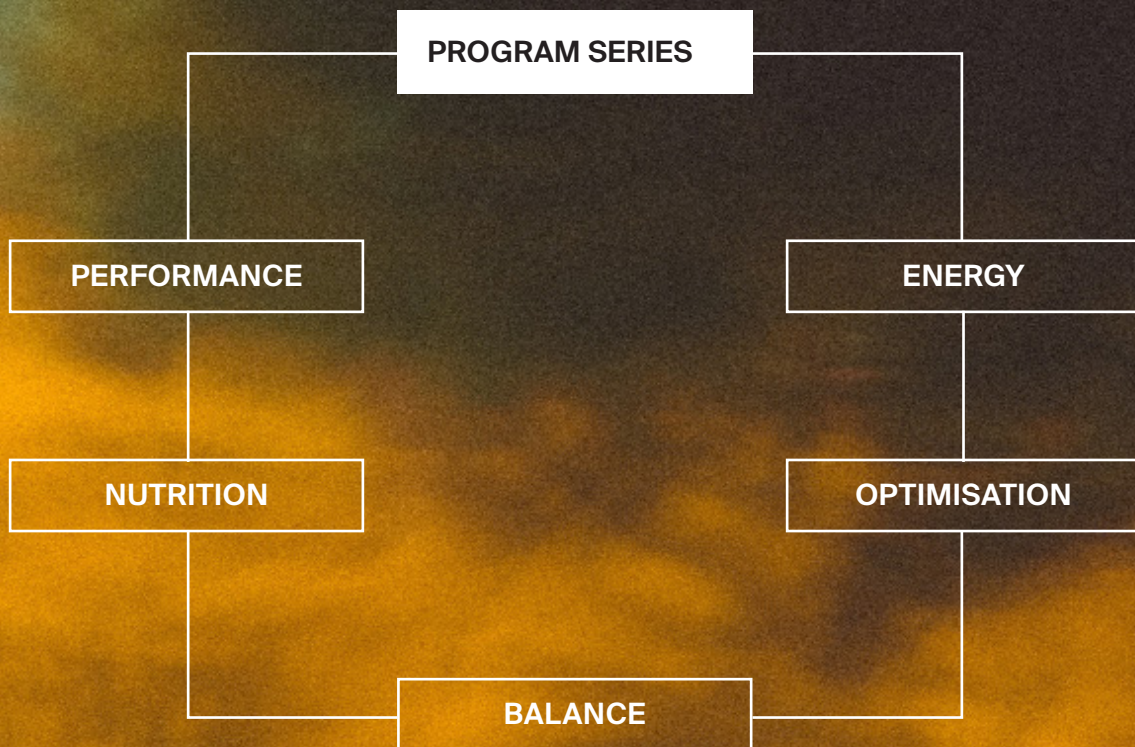 PROGRAM SERIES
PERFORMANCE
ENERGY
NUTRITION
OPTIMISATION
BALANCE